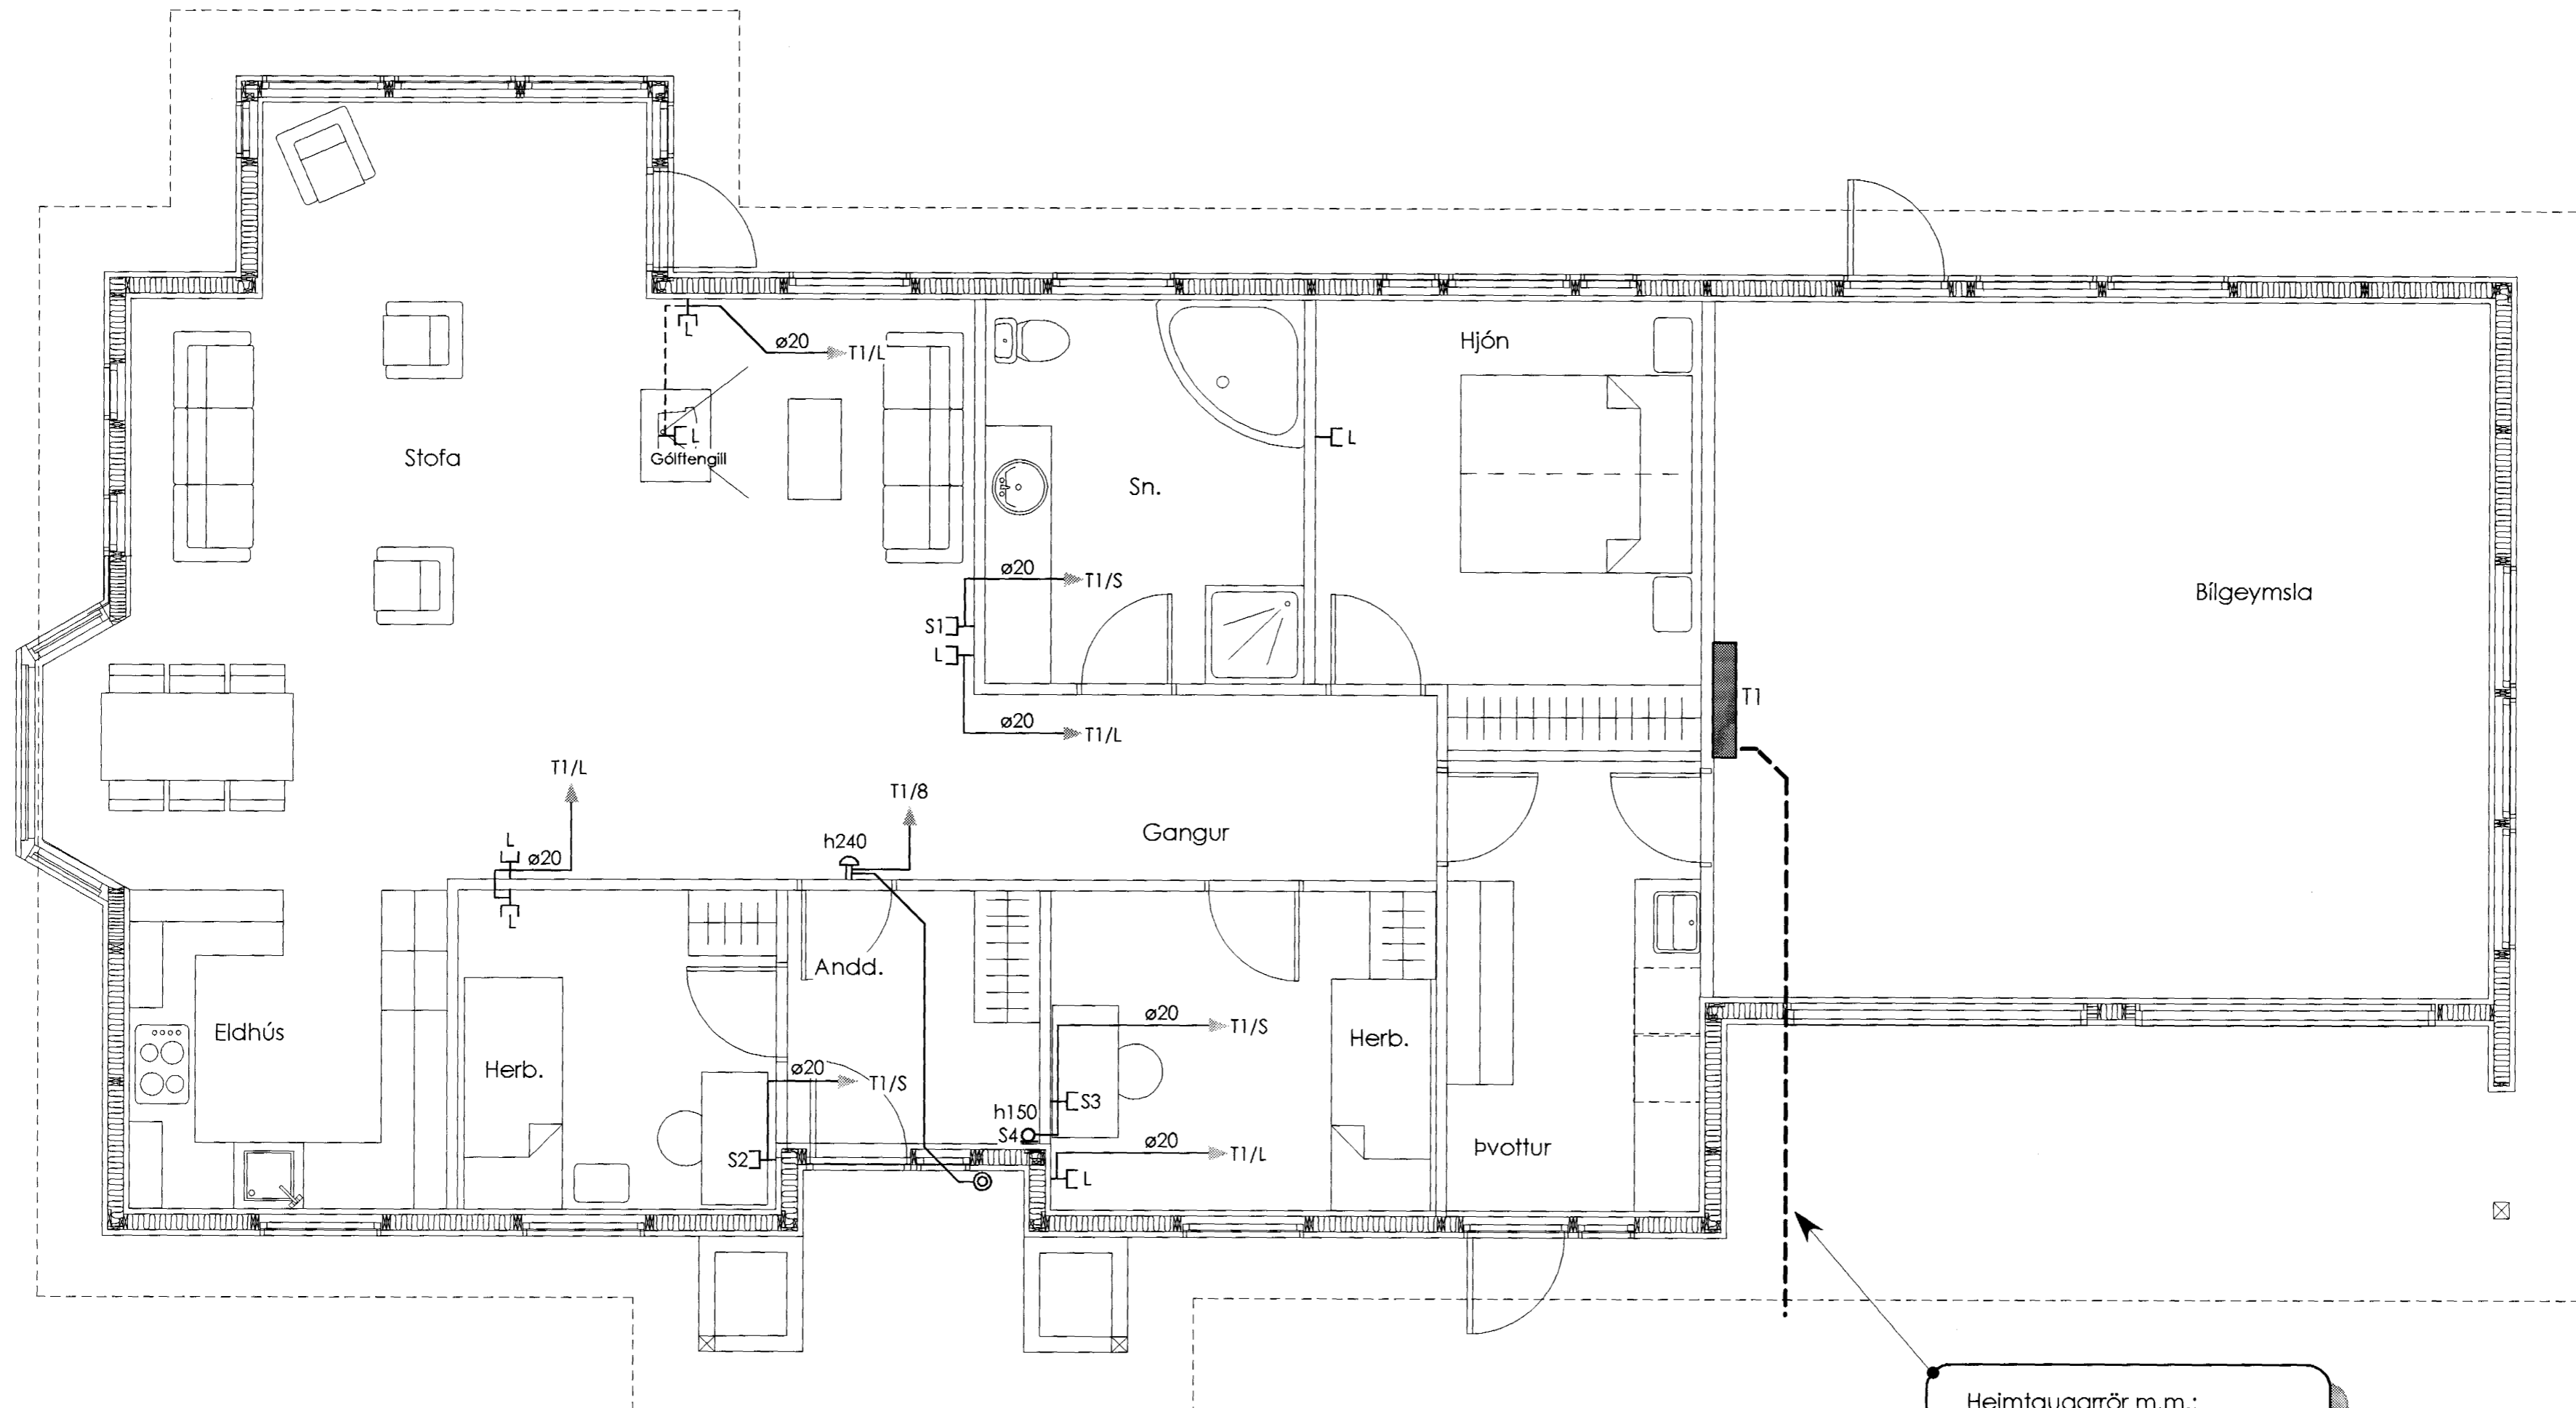 L
ø20
T1/L
L
Gólftengill
Stofa
Hjón
L
Sn.
ø20
T1/S
S1
L
ø20
T1/L
Bílgeymsla
T1
T1/L
L
ø20
L
T1/8
h240
Gangur
Andd.
Eldhús
Herb.
ø20
T1/S
S2
ø20
T1/S
Herb.
S3
h150
S4
ø20
T1/L
L
Þvottur
Heimtaugarrör m.m.: